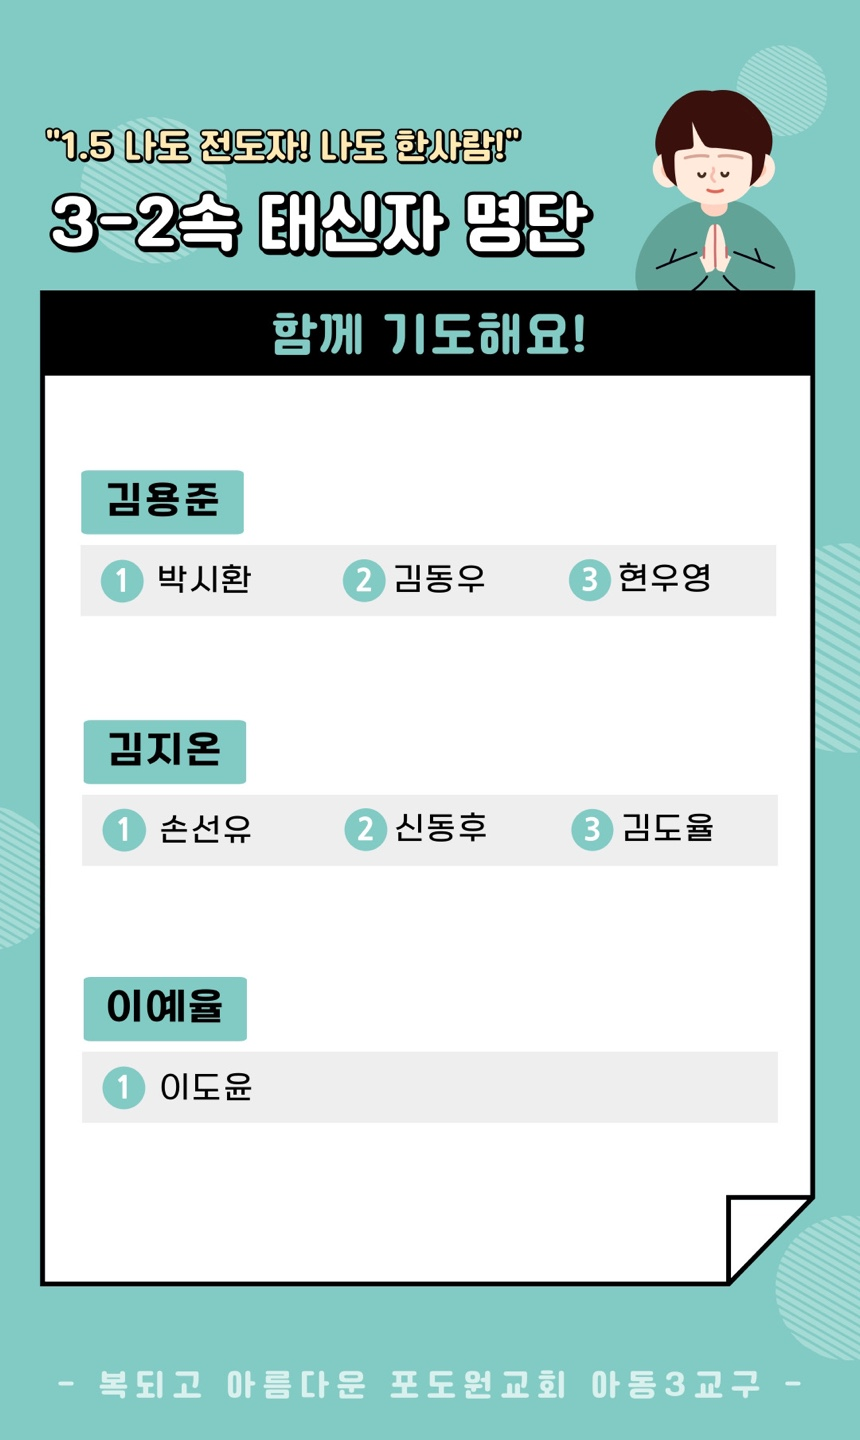 "1.5 나도 전도자! 나도 한사람!"
3-2속 태신자 명단
함께 기도해요!
김용준
1 박시환 2 김동우 3 현우영
김지온
1 손선유 2 신동후 3 김도율
이예율
1 이도윤
- 복되고 아름다운 포도원교회 아동3교구 -